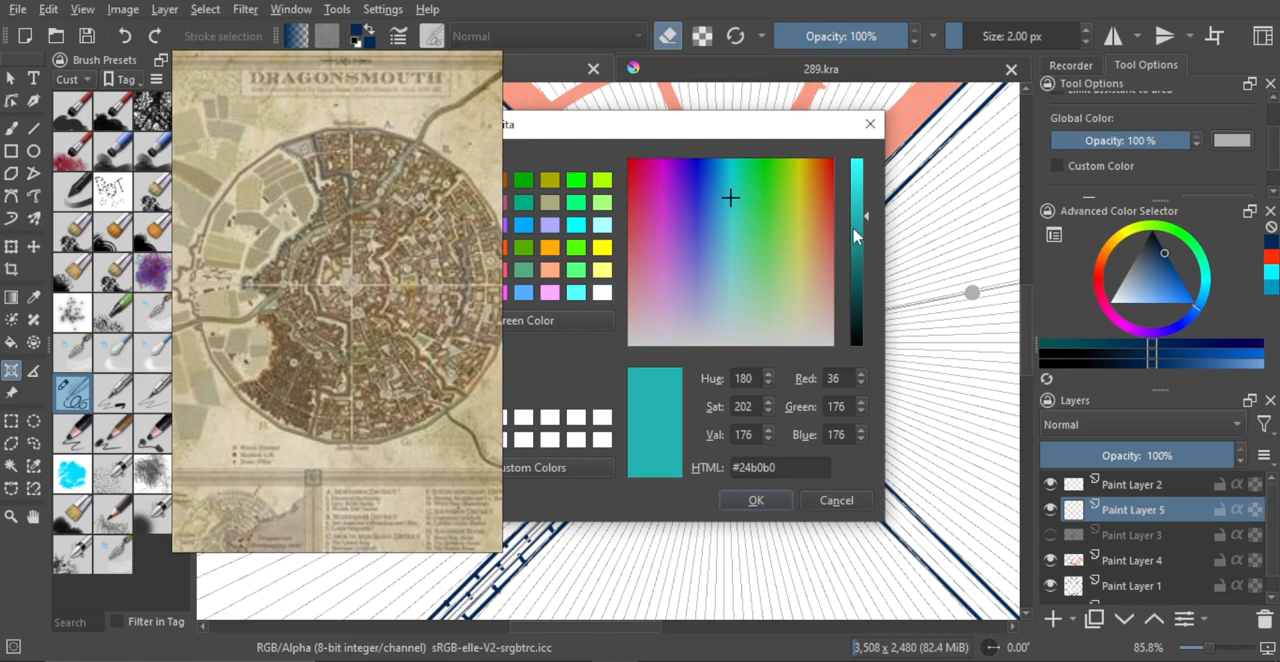 File Edit View Image Layer Select Filter Window Tools Settings Help
Stroke selection Normal Opacity: 100% Size: 2.00 px
Brush Presets
289.kra
Recorder Tool Options
Tool Options
Cust Tag
DRAGONSMOUTH
ita
Global Color:
Opacity: 100%
Custom Color
Advanced Color Selector
reen Color
Hue: 180 Red: 36
Sat: 202 Green: 176
Val: 176 Blue: 176
ustom Colors
HTML: #24b0b0
OK Cancel
Layers
Normal
Opacity: 100%
Paint Layer 2
Paint Layer 5
Paint Layer 3
Paint Layer 4
Paint Layer 1
Search Filter in Tag
RGB/Alpha (8-bit integer/channel) sRGB-elle-V2-srgbtrc.icc 3,508 x 2,480 (82.4 MiB) 0.00° 85.8%